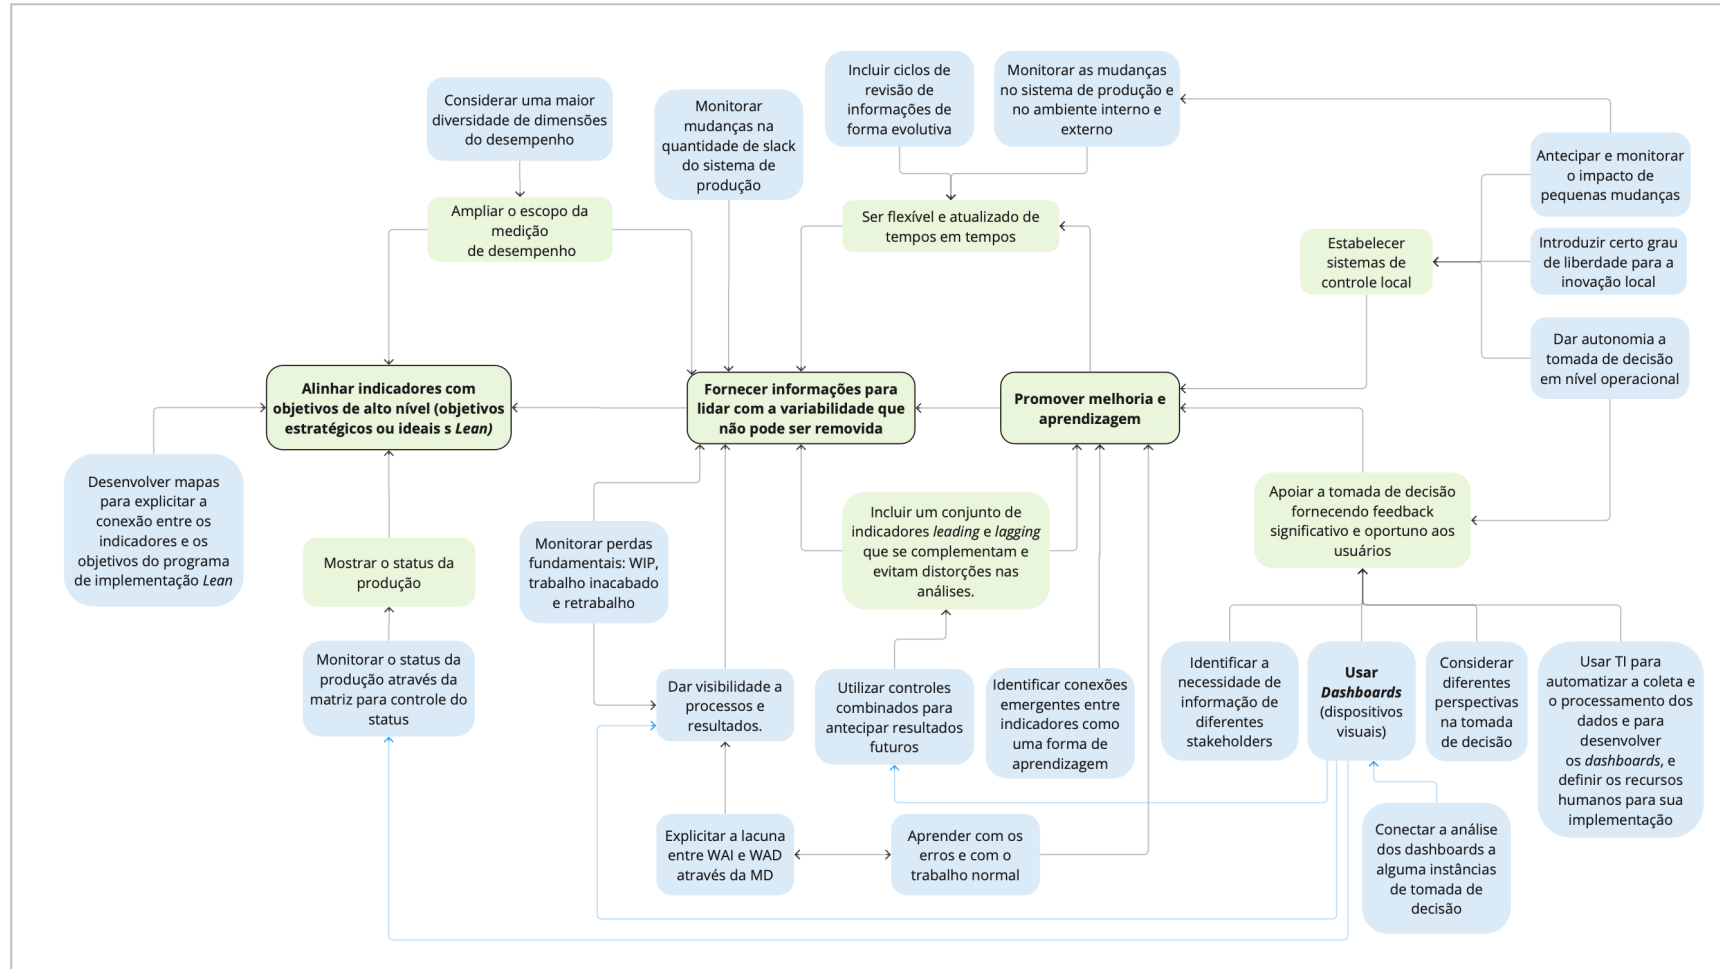 Considerar uma maior
diversidade de dimensões
do desempenho
Monitorar
mudanças na
quantidade de slack
do sistema de
produção
Incluir ciclos de
revisão de
informações de
forma evolutiva
Monitorar as mudanças
no sistema de produção e
no ambiente interno e
externo
Antecipar e monitorar
o impacto de
pequenas mudanças
Ampliar o escopo da
medição
de desempenho
Ser flexível e atualizado de
tempos em tempos
Estabelecer
sistemas de
controle local
Introduzir certo grau
de liberdade para a
inovação local
Dar autonomia a
tomada de decisão
em nível operacional
Alinhar indicadores com
objetivos de alto nível (objetivos
estratégicos ou ideais s Lean)
Fornecer informações para
lidar com a variabilidade que
não pode ser removida
Promover melhoria e
aprendizagem
Desenvolver mapas
para explicitar a
conexão entre os
indicadores e os
objetivos do programa
de implementação Lean
Mostrar o status da
produção
Monitorar perdas
fundamentais: WIP,
trabalho inacabado
e retrabalho
Incluir um conjunto de
indicadores leading e lagging
que se complementam e
evitam distorções nas
análises.
Apoiar a tomada de decisão
fornecendo feedback
significativo e oportuno aos
usuários
Monitorar o status da
produção através da
matriz para controle do
status
Dar visibilidade a
processos e
resultados.
Utilizar controles
combinados para
antecipar resultados
futuros
Identificar conexões
emergentes entre
indicadores como
uma forma de
aprendizagem
Identificar a
necessidade de
informação de
diferentes
stakeholders
Usar
Dashboards
(dispositivos
visuais)
Considerar
diferentes
perspectivas
na tomada
de decisão
Usar TI para
automatizar a coleta e
o processamento dos
dados e para
desenvolver
os dashboards, e
definir os recursos
humanos para sua
implementação
Explicitar a lacuna
entre WAI e WAD
através da MD
Aprender com os
erros e com o
trabalho normal
Conectar a análise
dos dashboards a
alguma instâncias
de tomada de
decisão